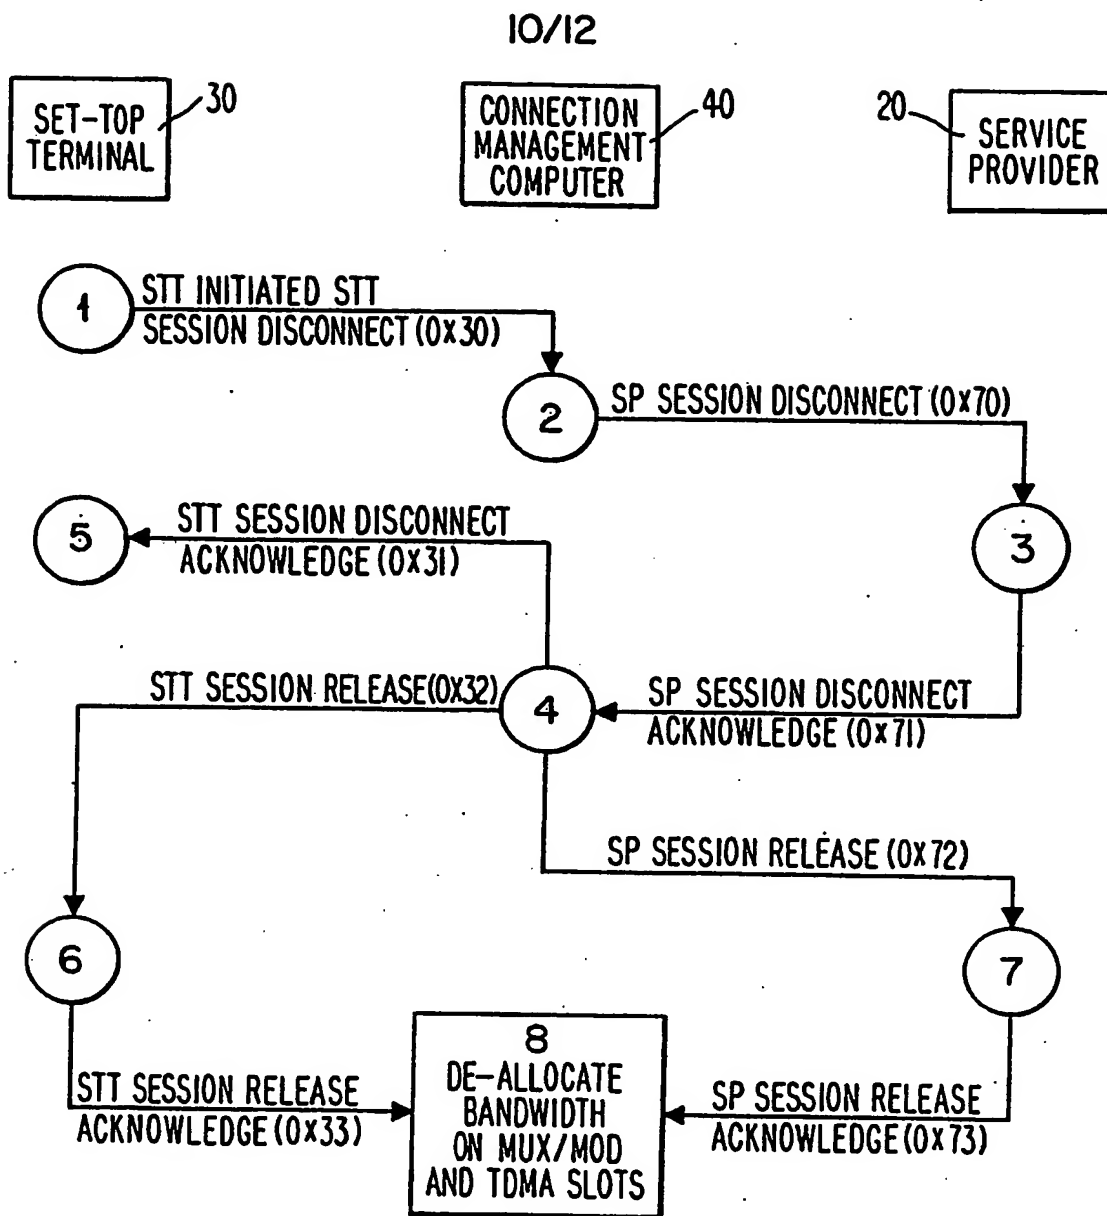 10/12
SET-TOP
TERMINAL
30
CONNECTION
MANAGEMENT
COMPUTER
40
20
SERVICE
PROVIDER
1
STT INITIATED STT
SESSION DISCONNECT (0X30)
2
SP SESSION DISCONNECT (0X70)
3
5
STT SESSION DISCONNECT
ACKNOWLEDGE (0X31)
STT SESSION RELEASE (0X32)
4
SP SESSION DISCONNECT
ACKNOWLEDGE (0X71)
SP SESSION RELEASE (0X72)
6
7
STT SESSION RELEASE
ACKNOWLEDGE (0X33)
8
DE-ALLOCATE
BANDWIDTH
ON MUX/MOD
AND TDMA SLOTS
SP SESSION RELEASE
ACKNOWLEDGE (0X73)